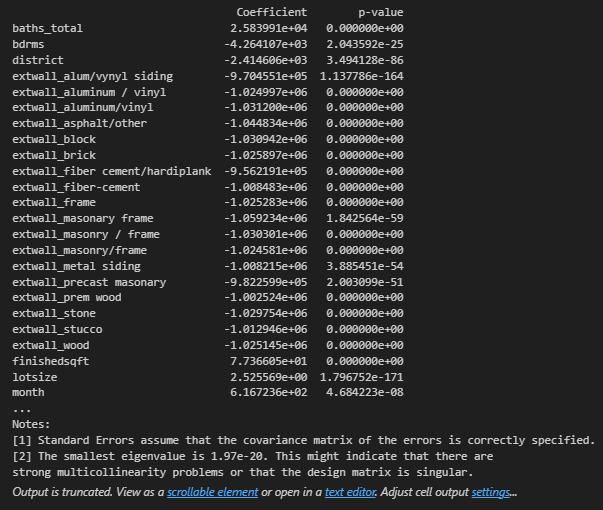 Coefficient p-value
baths_total 2.583991e+04 0.000000e+00
bdrms -4.264107e+03 2.043592e-25
district -2.414606e+03 3.494128e-86
extwall_alum/vynyl siding -9.704551e+05 1.137786e-164
extwall_aluminum / vinyl -1.024997e+06 0.000000e+00
extwall_aluminum/vinyl -1.031200e+06 0.000000e+00
extwall_asphalt/other -1.044834e+06 0.000000e+00
extwall_block -1.030942e+06 0.000000e+00
extwall_brick -1.025897e+06 0.000000e+00
extwall_fiber cement/hardiplank -9.562191e+05 0.000000e+00
extwall_fiber-cement -1.008483e+06 0.000000e+00
extwall_frame -1.025283e+06 0.000000e+00
extwall_masonary frame -1.059234e+06 1.842564e-59
extwall_masonry / frame -1.030301e+06 0.000000e+00
extwall_masonry/frame -1.024581e+06 0.000000e+00
extwall_metal siding -1.008215e+06 3.885451e-54
extwall_precast masonary -9.822599e+05 2.003099e-51
extwall_prem wood -1.002524e+06 0.000000e+00
extwall_stone -1.029754e+06 0.000000e+00
extwall_stucco -1.012946e+06 0.000000e+00
extwall_wood -1.025145e+06 0.000000e+00
finishedsqft 7.736605e+01 0.000000e+00
lotsize 2.525569e+00 1.796752e-171
month 6.167236e+02 4.684223e-08
...
Notes:
[1] Standard Errors assume that the covariance matrix of the errors is correctly specified.
[2] The smallest eigenvalue is 1.97e-20. This might indicate that there are
strong multicollinearity problems or that the design matrix is singular.
Output is truncated. View as a scrollable element or open in a text editor. Adjust cell output settings...